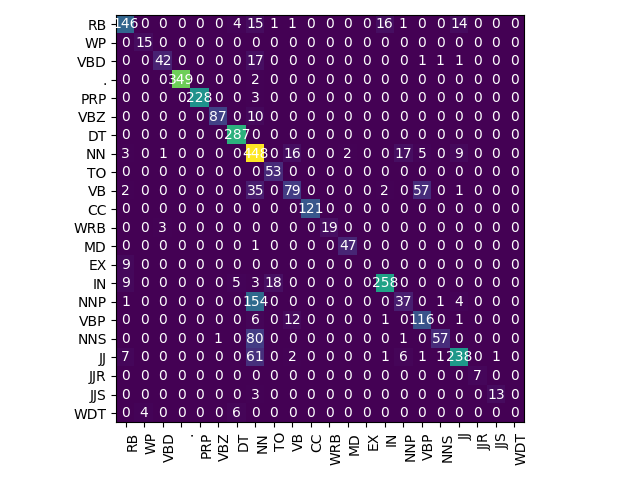 RB 146 0 0 0 0 0 4 15 1 1 0 0 0 0 16 1 0 0 14 0 0 0
WP 0 15 0 0 0 0 0 0 0 0 0 0 0 0 0 0 0 0 0 0 0 0
VBD 0 0 42 0 0 0 0 17 0 0 0 0 0 0 0 0 1 1 1 0 0 0
. 0 0 0 349 0 0 0 2 0 0 0 0 0 0 0 0 0 0 0 0 0 0
PRP 0 0 0 0 228 0 0 3 0 0 0 0 0 0 0 0 0 0 0 0 0 0
VBZ 0 0 0 0 0 87 0 10 0 0 0 0 0 0 0 0 0 0 0 0 0 0
DT 0 0 0 0 0 0 287 0 0 0 0 0 0 0 0 0 0 0 0 0 0 0
NN 3 0 1 0 0 0 0 0 16 0 0 2 0 0 17 5 0 9 0 0 0
TO 0 0 0 0 0 0 0 0 53 0 0 0 0 0 0 0 0 0 0 0 0 0
VB 2 0 0 0 0 0 0 35 0 79 0 0 0 0 2 0 57 0 1 0 0 0
CC 0 0 0 0 0 0 0 0 0 0 121 0 0 0 0 0 0 0 0 0 0 0
WRB 0 0 3 0 0 0 0 0 0 0 0 19 0 0 0 0 0 0 0 0 0 0
MD 0 0 0 0 0 0 0 1 0 0 0 0 47 0 0 0 0 0 0 0 0 0
EX 9 0 0 0 0 0 0 0 0 0 0 0 0 0 0 0 0 0 0 0 0 0
IN 9 0 0 0 0 0 5 3 18 0 0 0 0 0 258 0 0 0 0 0 0 0
NNP 1 0 0 0 0 0 0 154 0 0 0 0 0 0 0 37 0 1 4 0 0 0
VBP 0 0 0 0 0 0 0 6 0 12 0 0 0 0 1 0 116 0 1 0 0 0
NNS 0 0 0 0 0 1 0 80 0 0 0 0 0 0 0 1 0 57 0 0 0 0
JJ 7 0 0 0 0 0 0 61 0 2 0 0 0 0 1 6 1 12 238 0 1 0
JJR 0 0 0 0 0 0 0 0 0 0 0 0 0 0 0 0 0 0 0 7 0 0
JJS 0 0 0 0 0 0 0 3 0 0 0 0 0 0 0 0 0 0 0 0 13 0
WDT 0 4 0 0 0 0 6 0 0 0 0 0 0 0 0 0 0 0 0 0 0 0
RB WP VBD . PRP VBZ DT NN TO VB CC WRB MD EX IN NNP VBP NNS JJ JJR JJS WDT